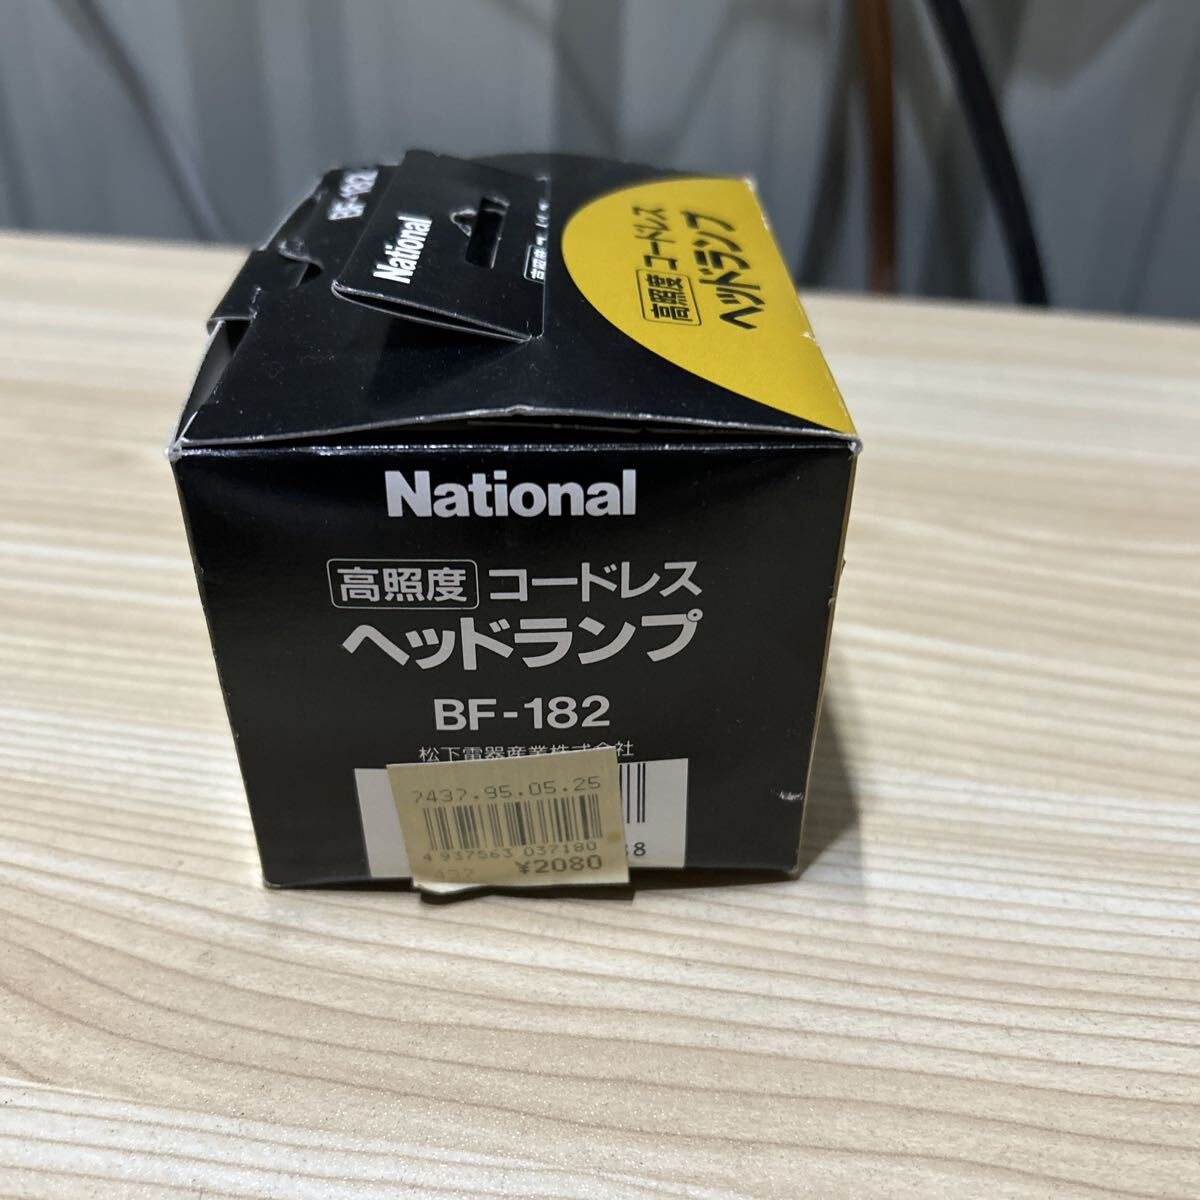 BF-182
National
高照度 コードレス
ヘッドランプ
National
高照度 コードレス
ヘッドランプ
BF-182
松下電器産業株式会社
7437.95.05.25
4 937563 037180
437 ¥2080
38